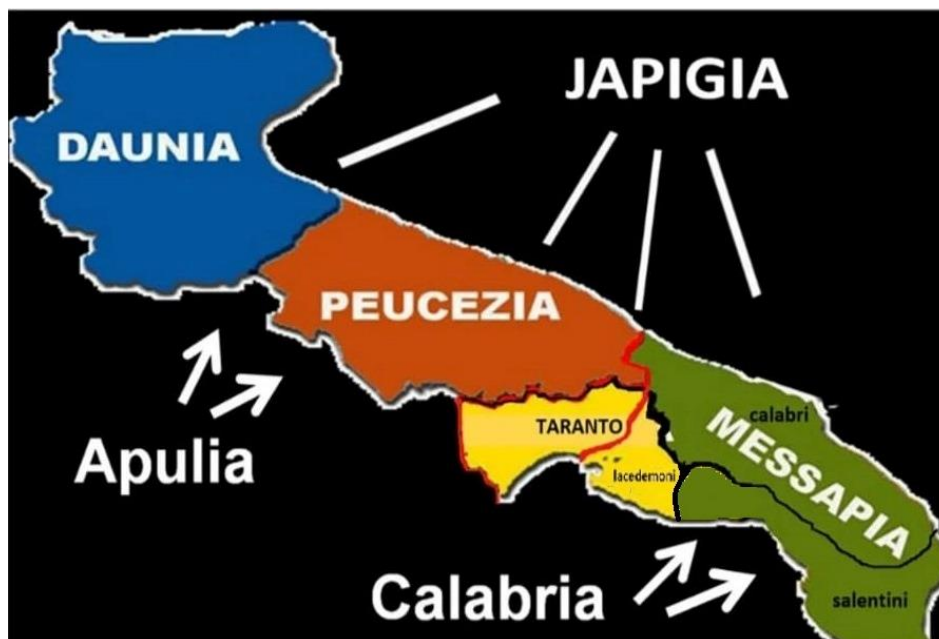 JAPIGIA
DAUNIA
PEUCEZIA
TARANTO
calabri
MESSAPIA
lacedemoni
Apulia
Calabria
salentini